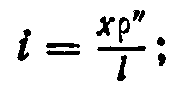 i = xρ″/l;